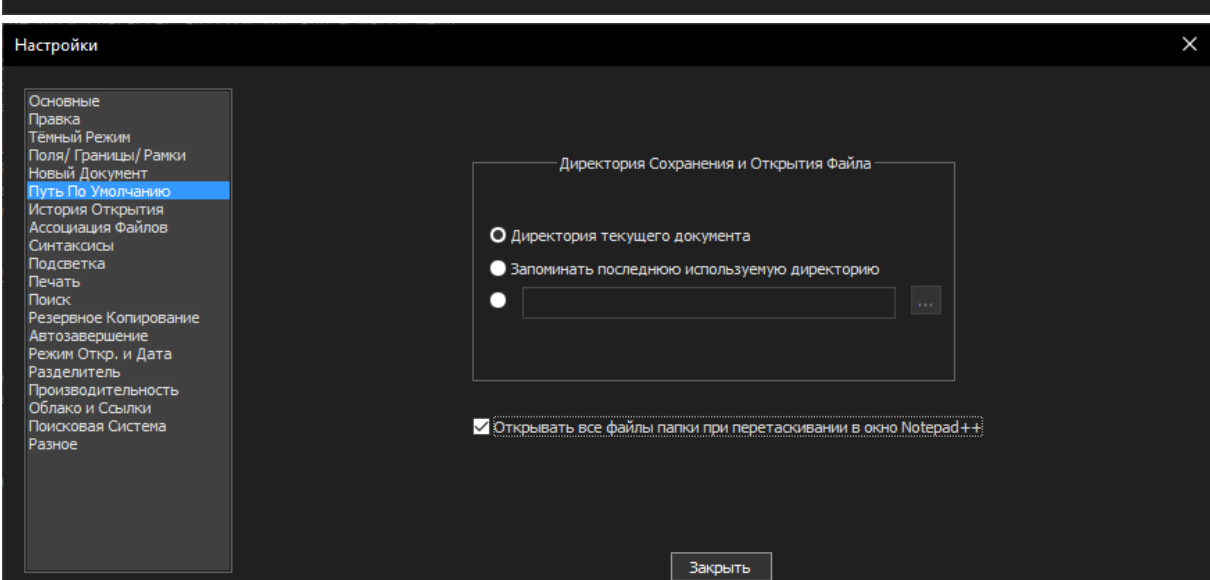 Настройки
Основные
Правка
Тёмный Режим
Поля/ Границы/ Рамки
Новый Документ
Путь По Умолчанию
История Открытия
Ассоциация Файлов
Синтаксисы
Подсветка
Печать
Поиск
Резервное Копирование
Автозавершение
Режим Откр. и Дата
Разделитель
Производительность
Облако и Ссылки
Поисковая Система
Разное
Директория Сохранения и Открытия Файла
Директория текущего документа
Запоминать последнюю используемую директорию
...
Открывать все файлы папки при перетаскивании в окно Notepad++
Закрыть